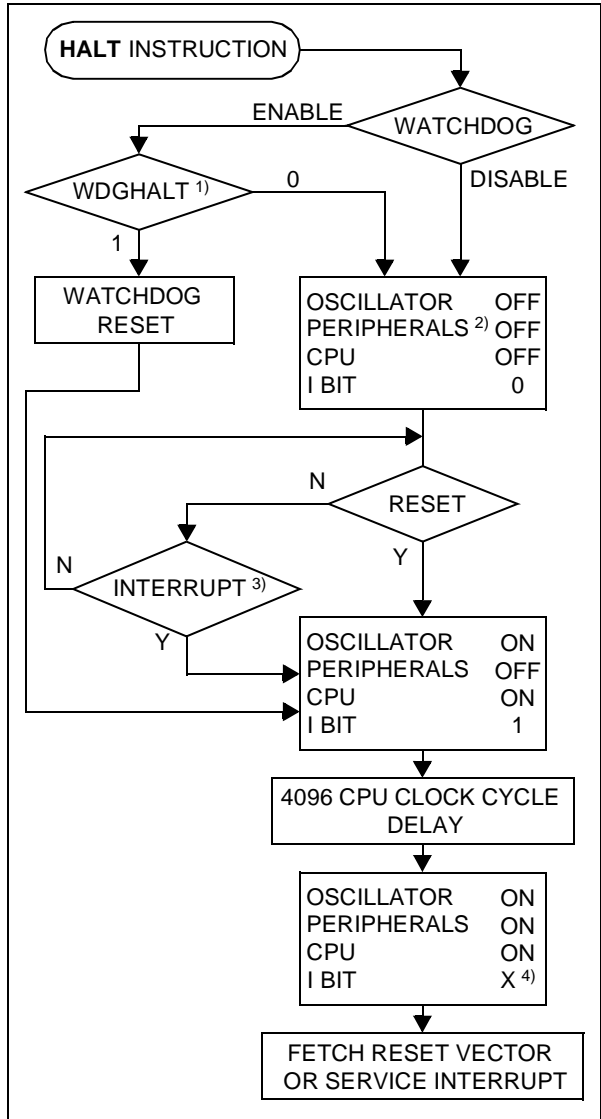 HALT INSTRUCTION
ENABLE
WATCHDOG
WDGHALT 1)
0
DISABLE
1
WATCHDOG
RESET
OSCILLATOR OFF
PERIPHERALS 2) OFF
CPU OFF
I BIT 0
N
RESET
Y
N
INTERRUPT 3)
Y
OSCILLATOR ON
PERIPHERALS OFF
CPU ON
I BIT 1
4096 CPU CLOCK CYCLE
DELAY
OSCILLATOR ON
PERIPHERALS ON
CPU ON
I BIT X 4)
FETCH RESET VECTOR
OR SERVICE INTERRUPT